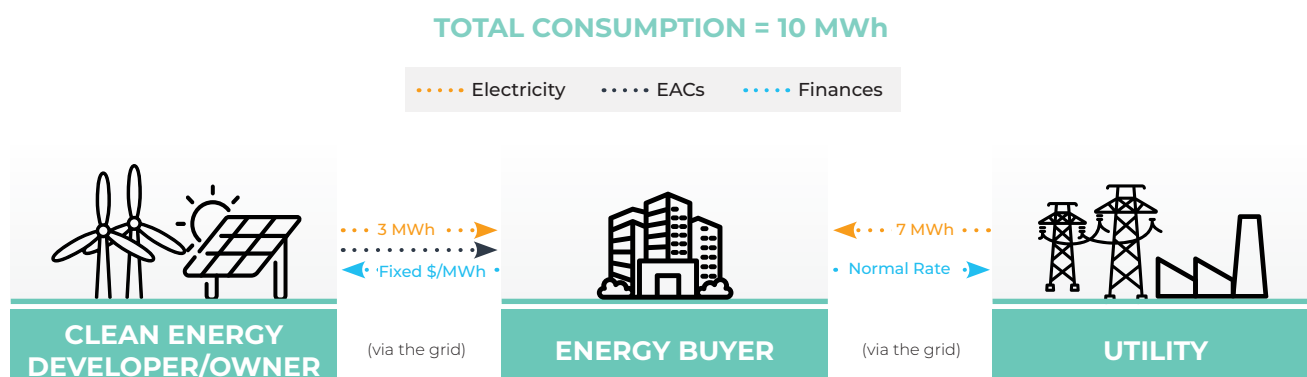 TOTAL CONSUMPTION = 10 MWh
Electricity EACs Finances
3 MWh 7 MWh
Fixed $/MWh Normal Rate
CLEAN ENERGY
DEVELOPER/OWNER
(via the grid)
ENERGY BUYER
(via the grid)
UTILITY